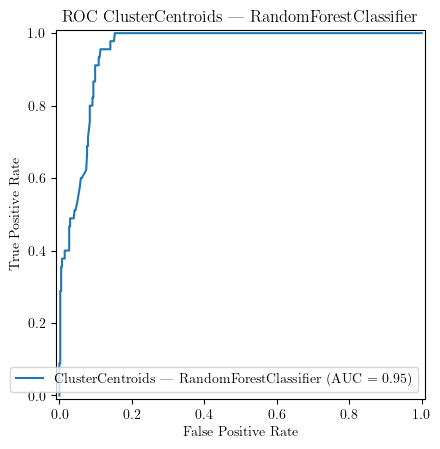 ROC ClusterCentroids — RandomForestClassifier
True Positive Rate
1.0
0.8
0.6
0.4
0.2
0.0
ClusterCentroids — RandomForestClassifier (AUC = 0.95)
0.0 0.2 0.4 0.6 0.8 1.0
False Positive Rate